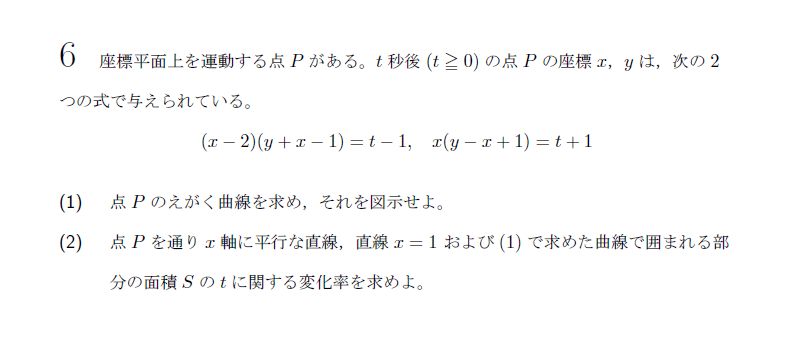 6 座標平面上を運動する点 P がある。t 秒後 (t ≧ 0) の点 P の座標 x，y は，次の 2
つの式で与えられている。
(x − 2)(y + x − 1) = t − 1, x(y − x + 1) = t + 1
(1) 点 P のえがく曲線を求め，それを図示せよ。
(2) 点 P を通り x 軸に平行な直線，直線 x = 1 および (1) で求めた曲線で囲まれる部
分の面積 S の t に関する変化率を求めよ。